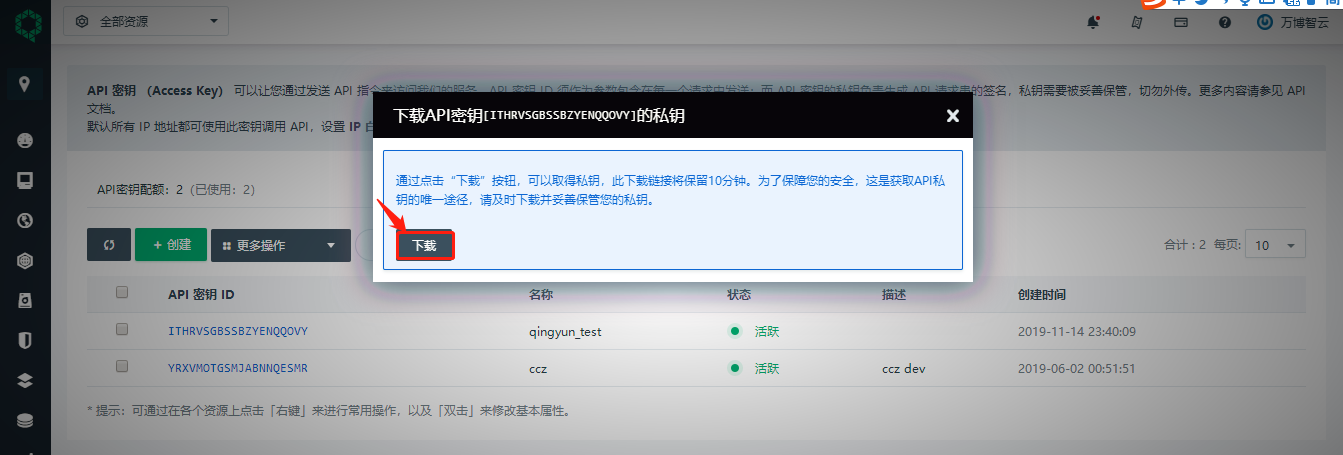 全部资源
万博智云
API 密钥 （Access Key） 可以让您通过发送 API 指令来访问我们的服务。API 密钥 ID 须作为参数包含在每一个请求中发送；而 API 密钥的私钥负责生成 API 请求串的签名，私钥需要被妥善保管，切勿外传。更多内容请参见 API
文档。
默认所有 IP 地址都可使用此密钥调用 API，设置 IP 白
下载API密钥[ITHRVSGBSSBZYENQQOVY]的私钥
通过点击“下载”按钮，可以取得私钥，此下载链接将保留10分钟。为了保障您的安全，这是获取API私
钥的唯一途径，请及时下载并妥善保管您的私钥。
下载
API密钥配额：2（已使用：2）
+ 创建
更多操作
合计：2 每页: 10
API 密钥 ID 名称 状态 描述 创建时间
ITHRVSGBSSBZYENQQOVY qingyun_test 活跃 2019-11-14 23:40:09
YRXVMOTGSMJABNNQESMR ccz 活跃 ccz dev 2019-06-02 00:51:51
* 提示：可通过在各个资源上点击「右键」来进行常用操作，以及「双击」来修改基本属性。